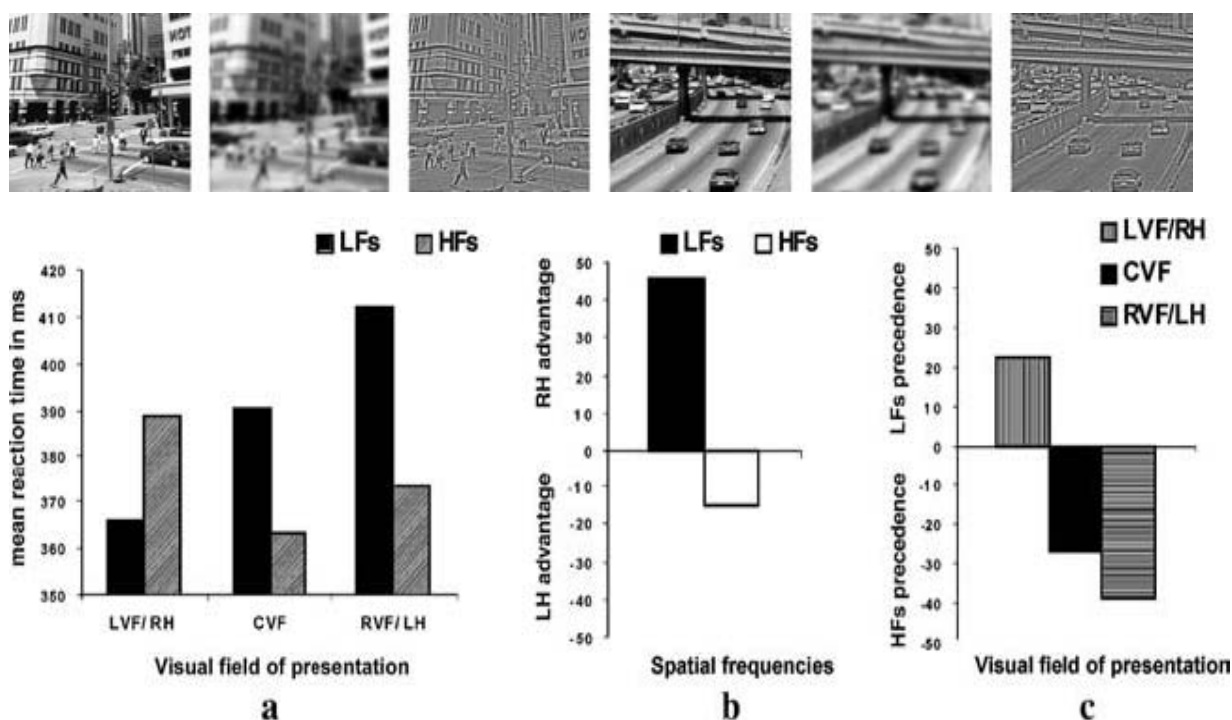 LFs HFs
mean reaction time in ms
420
410
400
390
380
370
360
350
LVF/ RH CVF RVF/ LH
Visual field of presentation
a
LFs HFs
RH advantage
LH advantage
50
40
30
20
10
0
-10
-20
-30
-40
-50
Spatial frequencies
b
LVF/RH
CVF
RVF/LH
LFs precedence
HFs precedence
50
40
30
20
10
0
-10
-20
-30
-40
-50
Visual field of presentation
c